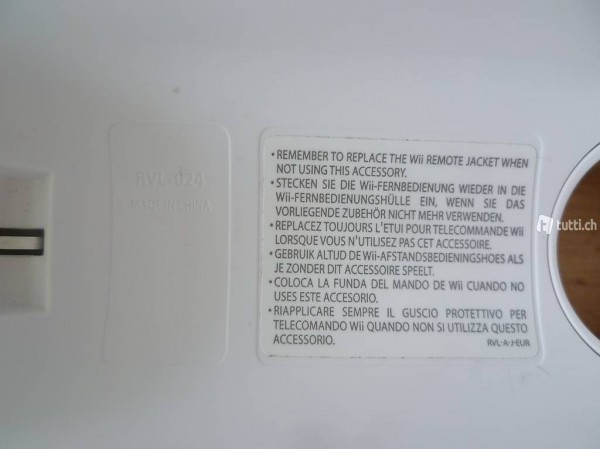 RVL-024
MADE IN CHINA
• REMEMBER TO REPLACE THE Wii REMOTE JACKET WHEN
NOT USING THIS ACCESSORY.
• STECKEN SIE DIE Wii-FERNBEDIENUNG WIEDER IN DIE
Wii-FERNBEDIENUNGSHÜLLE EIN, WENN SIE DAS
VORLIEGENDE ZUBEHÖR NICHT MEHR VERWENDEN.
• REPLACEZ TOUJOURS L'ETUI POUR TELECOMMANDE Wii
LORSQUE VOUS N'UTILISEZ PAS CET ACCESSOIRE.
• GEBRUIK ALTIJD DE Wii-AFSTANDSBEDIENINGSHOES ALS
JE ZONDER DIT ACCESSOIRE SPEELT.
• COLOCA LA FUNDA DEL MANDO DE Wii CUANDO NO
USES ESTE ACCESORIO.
• RIAPPLICARE SEMPRE IL GUSCIO PROTETTIVO PER
TELECOMANDO Wii QUANDO NON SI UTILIZZA QUESTO
ACCESSORIO.
RVL-A-J-EUR
tutti.ch